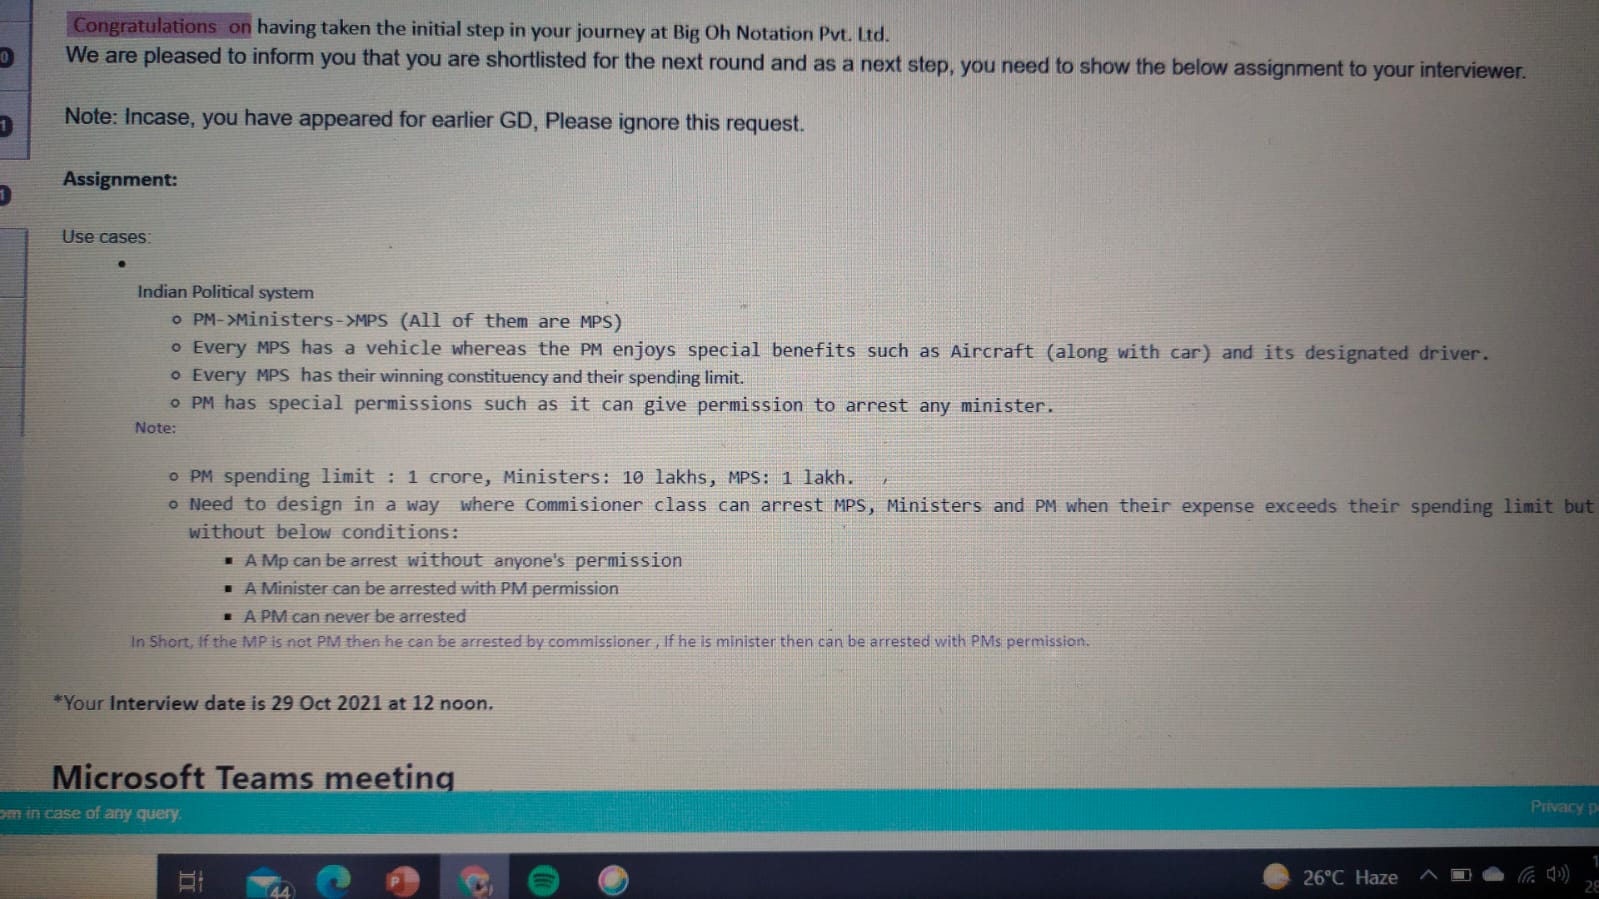 Congratulations on having taken the initial step in your journey at Big Oh Notation Pvt. Ltd.
We are pleased to inform you that you are shortlisted for the next round and as a next step, you need to show the below assignment to your interviewer.
Note: Incase, you have appeared for earlier GD, Please ignore this request.
Assignment:
Use cases:
Indian Political system
PM->Ministers->MPS (All of them are MPS)
Every MPS has a vehicle whereas the PM enjoys special benefits such as Aircraft (along with car) and its designated driver.
Every MPS has their winning constituency and their spending limit.
PM has special permissions such as it can give permission to arrest any minister.
Note:
PM spending limit : 1 crore, Ministers: 10 lakhs, MPS: 1 lakh.
Need to design in a way where Commisioner class can arrest MPS, Ministers and PM when their expense exceeds their spending limit but
without below conditions:
A Mp can be arrest without anyone's permission
A Minister can be arrested with PM permission
A PM can never be arrested
In Short, If the MP is not PM then he can be arrested by commissioner , If he is minister then can be arrested with PMs permission.
*Your Interview date is 29 Oct 2021 at 12 noon.
Microsoft Teams meeting
om in case of any query.
Privacy p
44
26°C Haze